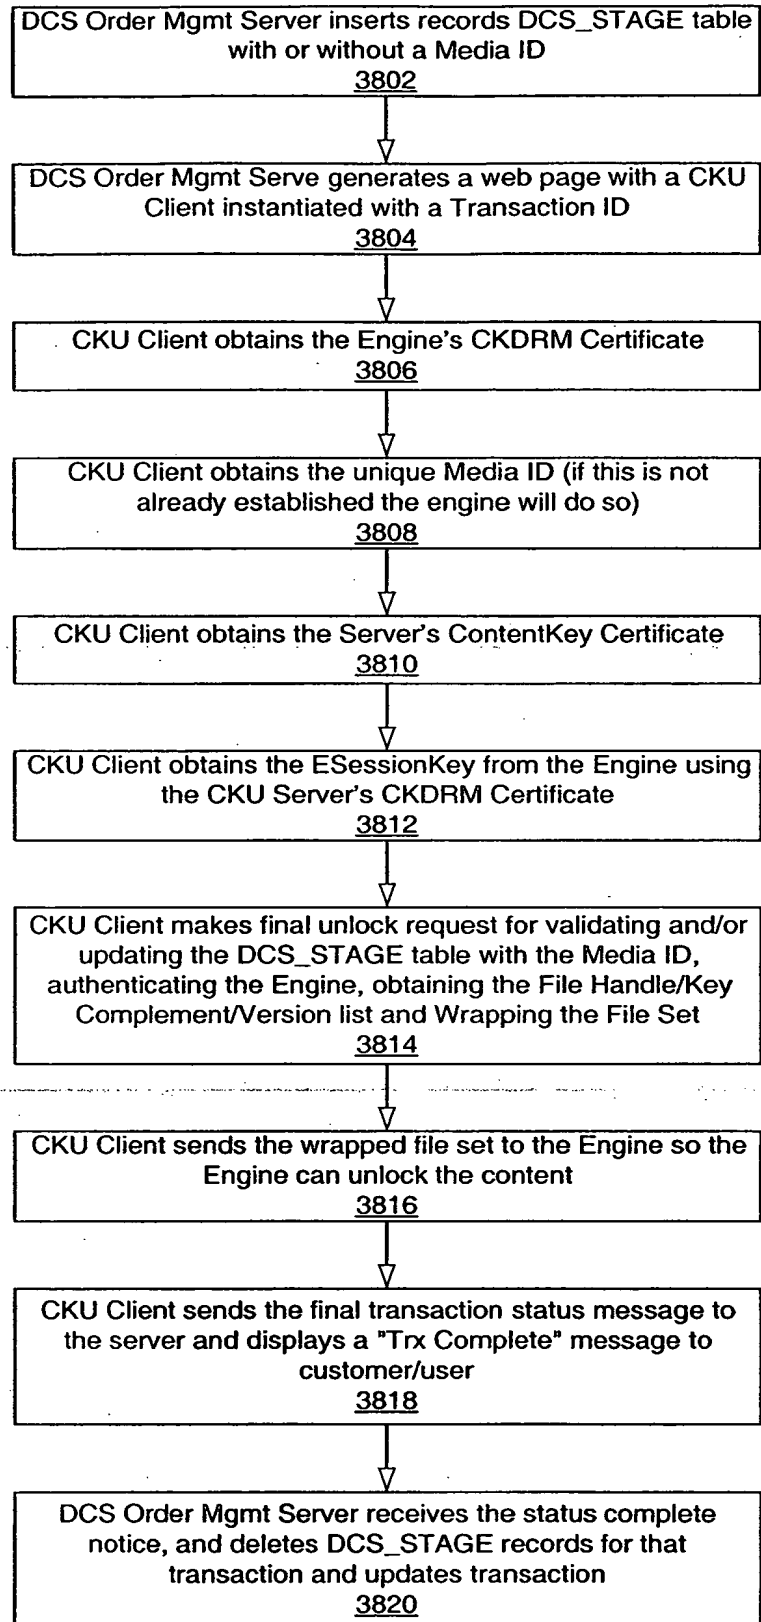 DCS Order Mgmt Server inserts records DCS_STAGE table
with or without a Media ID
3802
DCS Order Mgmt Serve generates a web page with a CKU
Client instantiated with a Transaction ID
3804
CKU Client obtains the Engine's CKDRM Certificate
3806
CKU Client obtains the unique Media ID (if this is not
already established the engine will do so)
3808
CKU Client obtains the Server's ContentKey Certificate
3810
CKU Client obtains the ESessionKey from the Engine using
the CKU Server's CKDRM Certificate
3812
CKU Client makes final unlock request for validating and/or
updating the DCS_STAGE table with the Media ID,
authenticating the Engine, obtaining the File Handle/Key
Complement/Version list and Wrapping the File Set
3814
CKU Client sends the wrapped file set to the Engine so the
Engine can unlock the content
3816
CKU Client sends the final transaction status message to
the server and displays a "Trx Complete" message to
customer/user
3818
DCS Order Mgmt Server receives the status complete
notice, and deletes DCS_STAGE records for that
transaction and updates transaction
3820